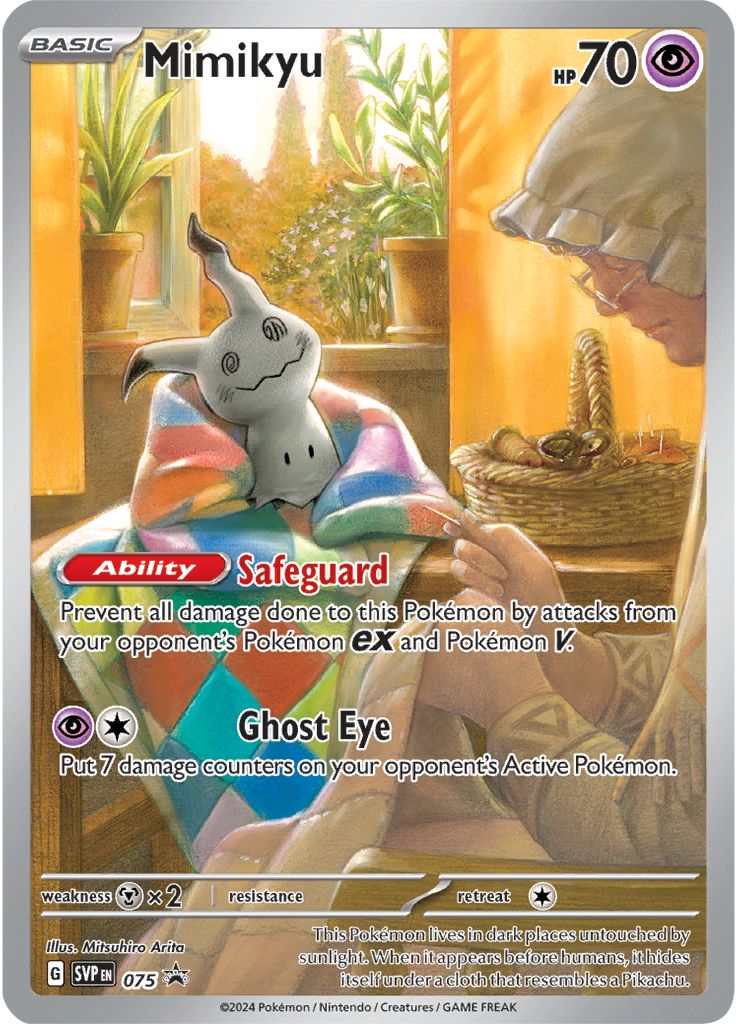 BASIC Mimikyu HP 70
Ability Safeguard
Prevent all damage done to this Pokémon by attacks from
your opponent's Pokémon ex and Pokémon V.
Ghost Eye
Put 7 damage counters on your opponent's Active Pokémon.
weakness ×2 resistance retreat
Illus. Mitsuhiro Arita
This Pokémon lives in dark places untouched by
sunlight. When it appears before humans, it hides
itself under a cloth that resembles a Pikachu.
G SVP EN 075
©2024 Pokémon / Nintendo / Creatures / GAME FREAK